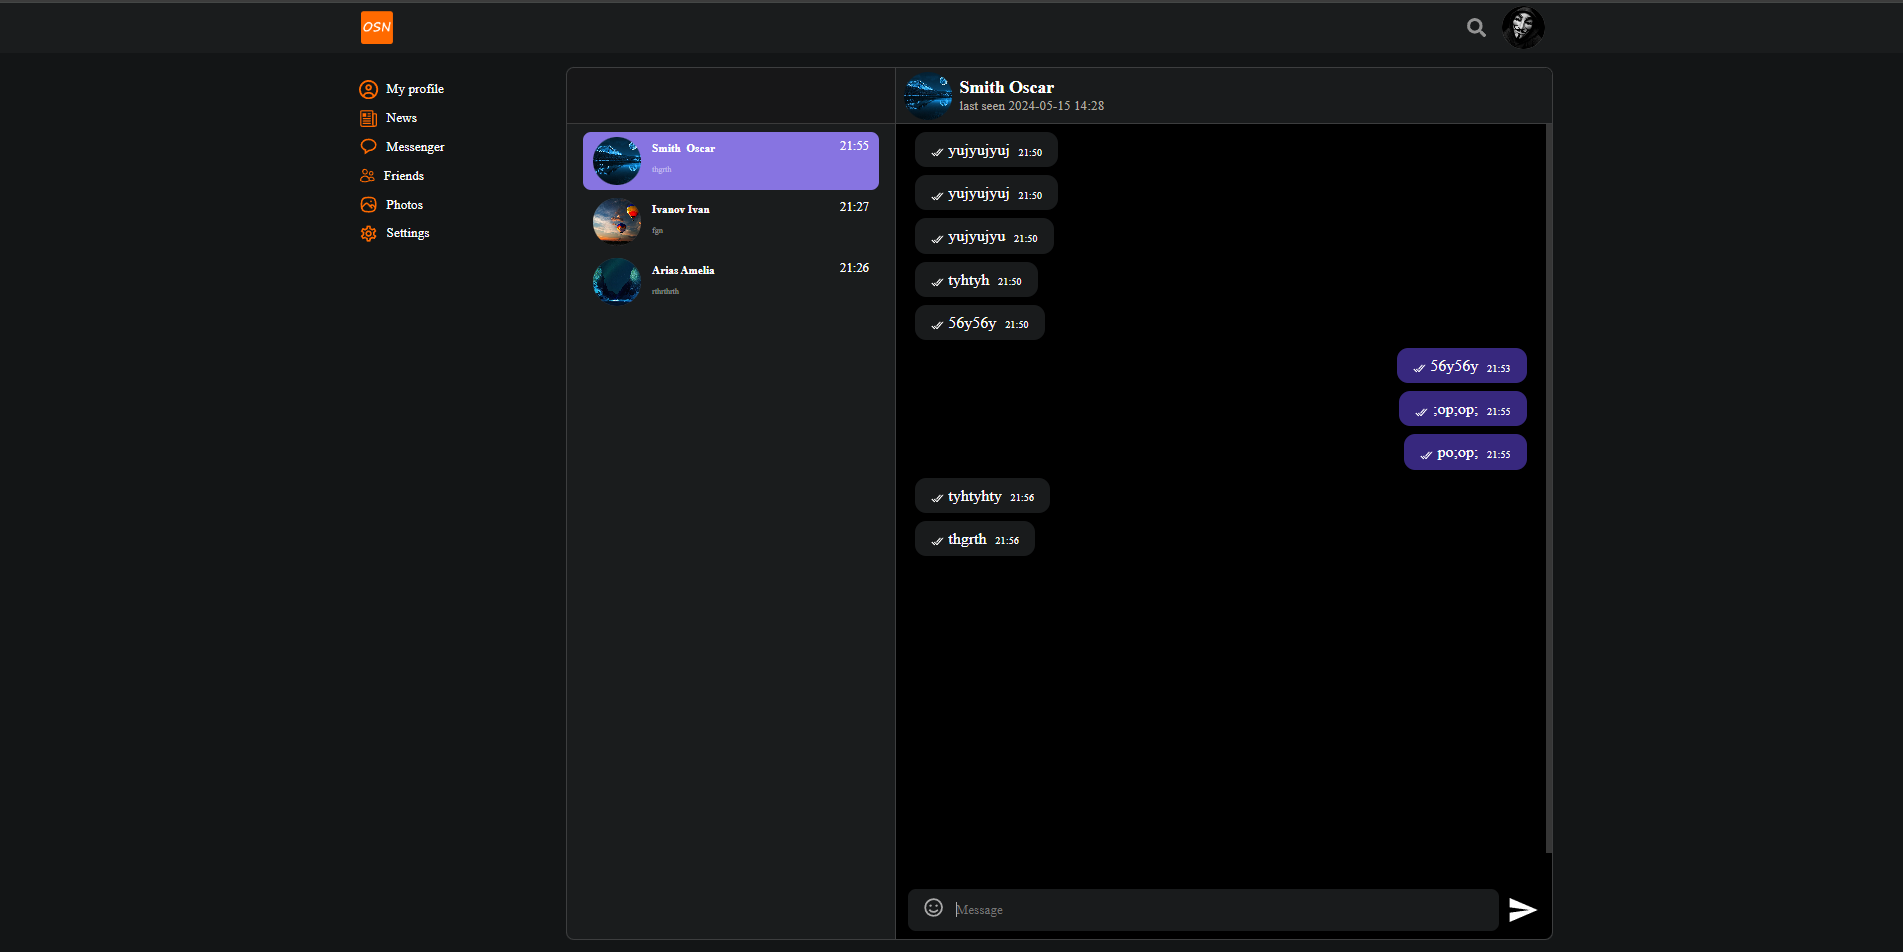 OSN
My profile
News
Messenger
Friends
Photos
Settings
Smith Oscar 21:55
thgrth
Ivanov Ivan 21:27
fgn
Arias Amelia 21:26
rthrthrth
Smith Oscar
last seen 2024-05-15 14:28
yujyujyuj 21:50
yujyujyuj 21:50
yujyujyu 21:50
tyhtyh 21:50
56y56y 21:50
56y56y 21:53
;op;op; 21:55
po;op; 21:55
tyhtyhty 21:56
thgrth 21:56
Message